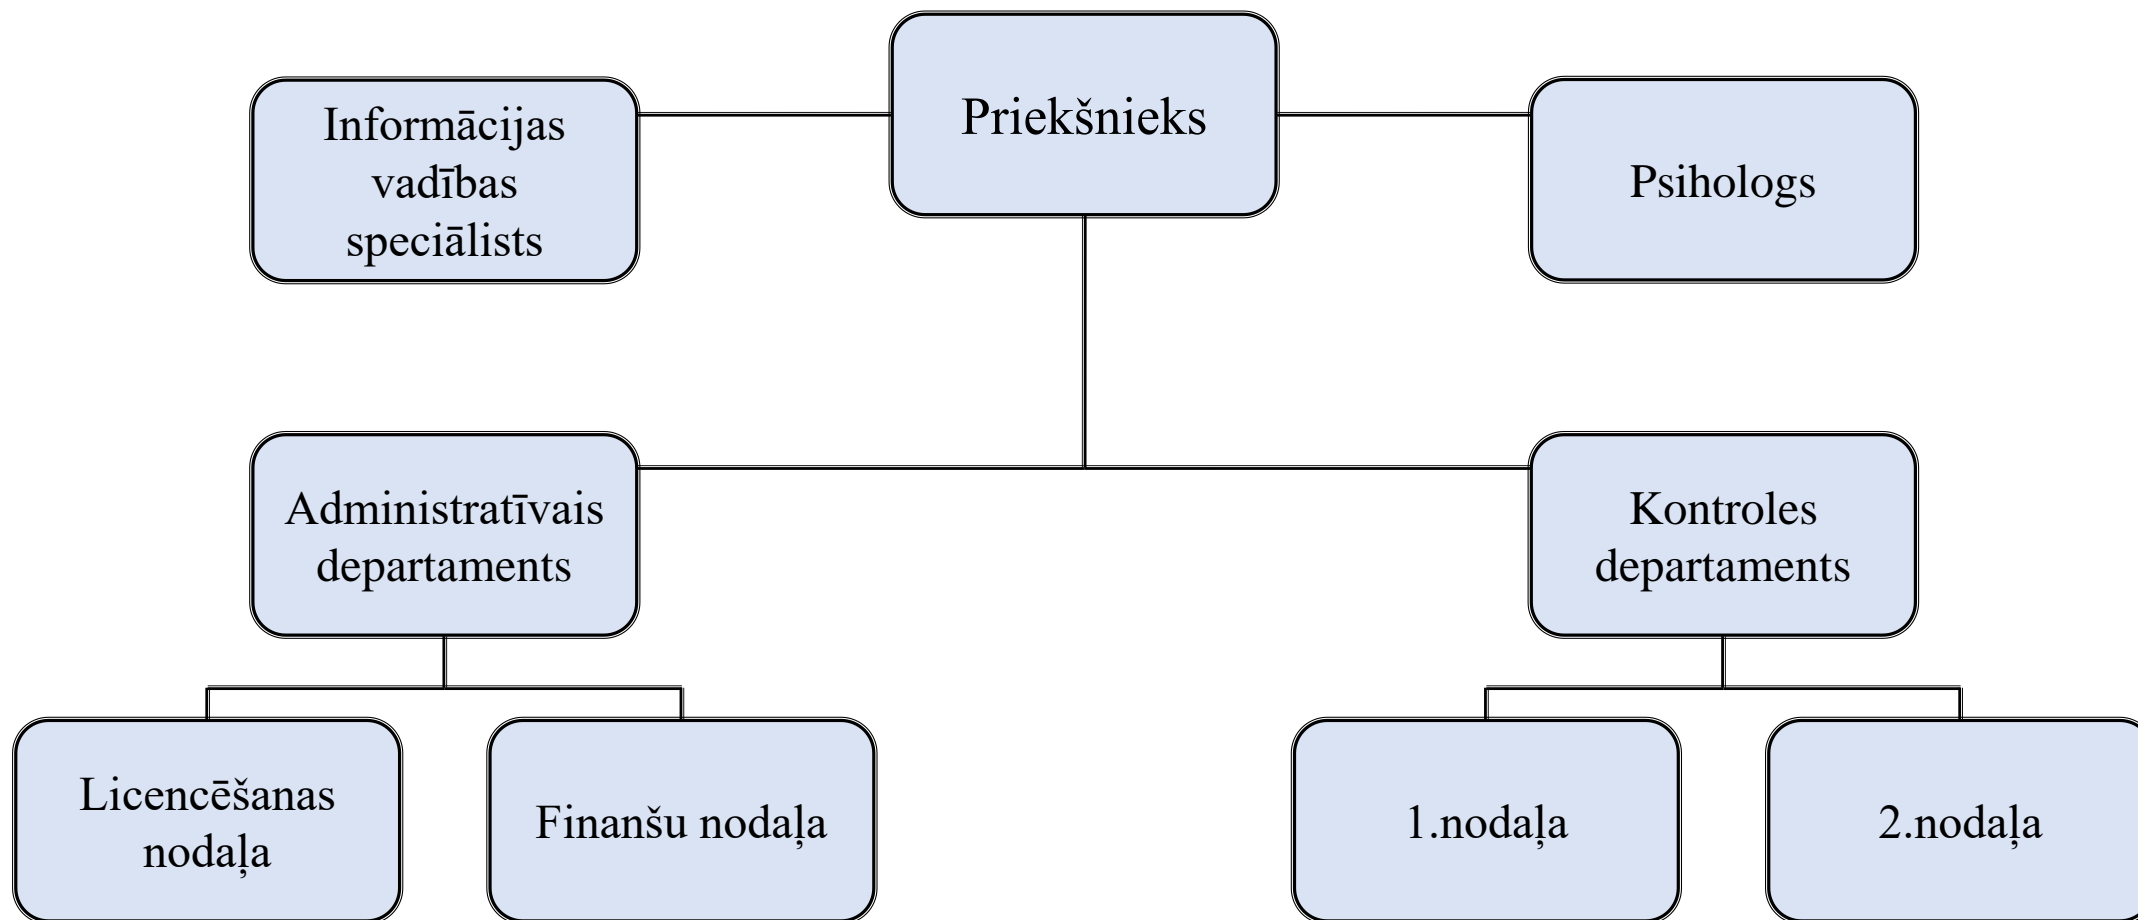 Priekšnieks
Informācijas
vadības
speciālists
Psihologs
Administratīvais
departaments
Kontroles
departaments
Licencēšanas
nodaļa
Finanšu nodaļa
1.nodaļa
2.nodaļa